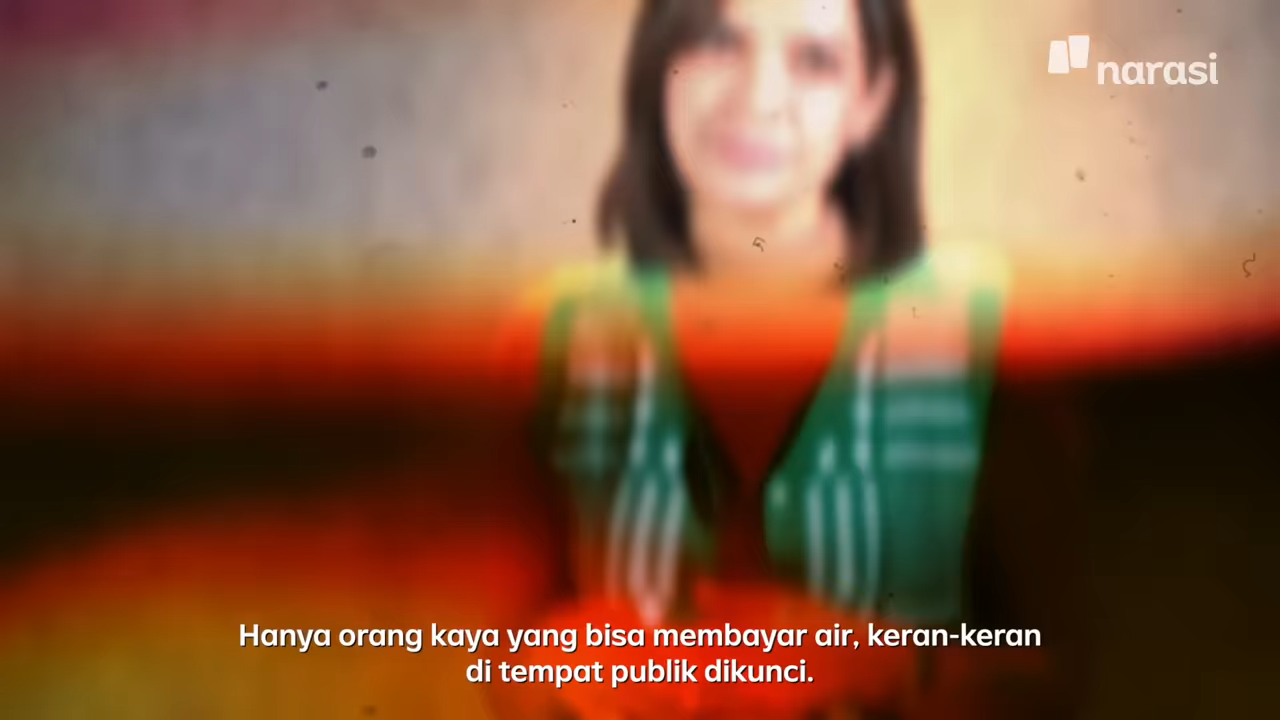 narasi
Hanya orang kaya yang bisa membayar air, keran-keran
di tempat publik dikunci.